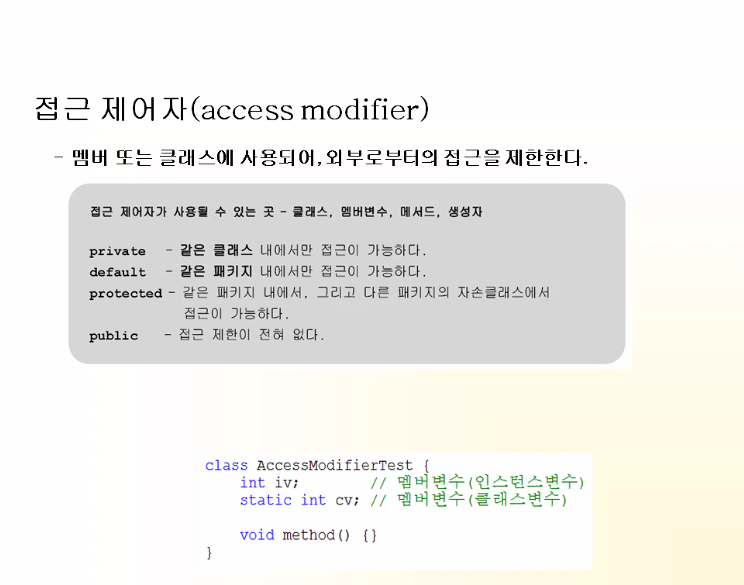 접근 제어자(access modifier)
- 멤버 또는 클래스에 사용되어, 외부로부터의 접근을 제한한다.
접근 제어자가 사용될 수 있는 곳 - 클래스, 멤버변수, 메서드, 생성자
private - 같은 클래스 내에서만 접근이 가능하다.
default - 같은 패키지 내에서만 접근이 가능하다.
protected - 같은 패키지 내에서, 그리고 다른 패키지의 자손클래스에서
접근이 가능하다.
public - 접근 제한이 전혀 없다.
class AccessModifierTest {
int iv; // 멤버변수(인스턴스변수)
static int cv; // 멤버변수(클래스변수)
void method() {}
}